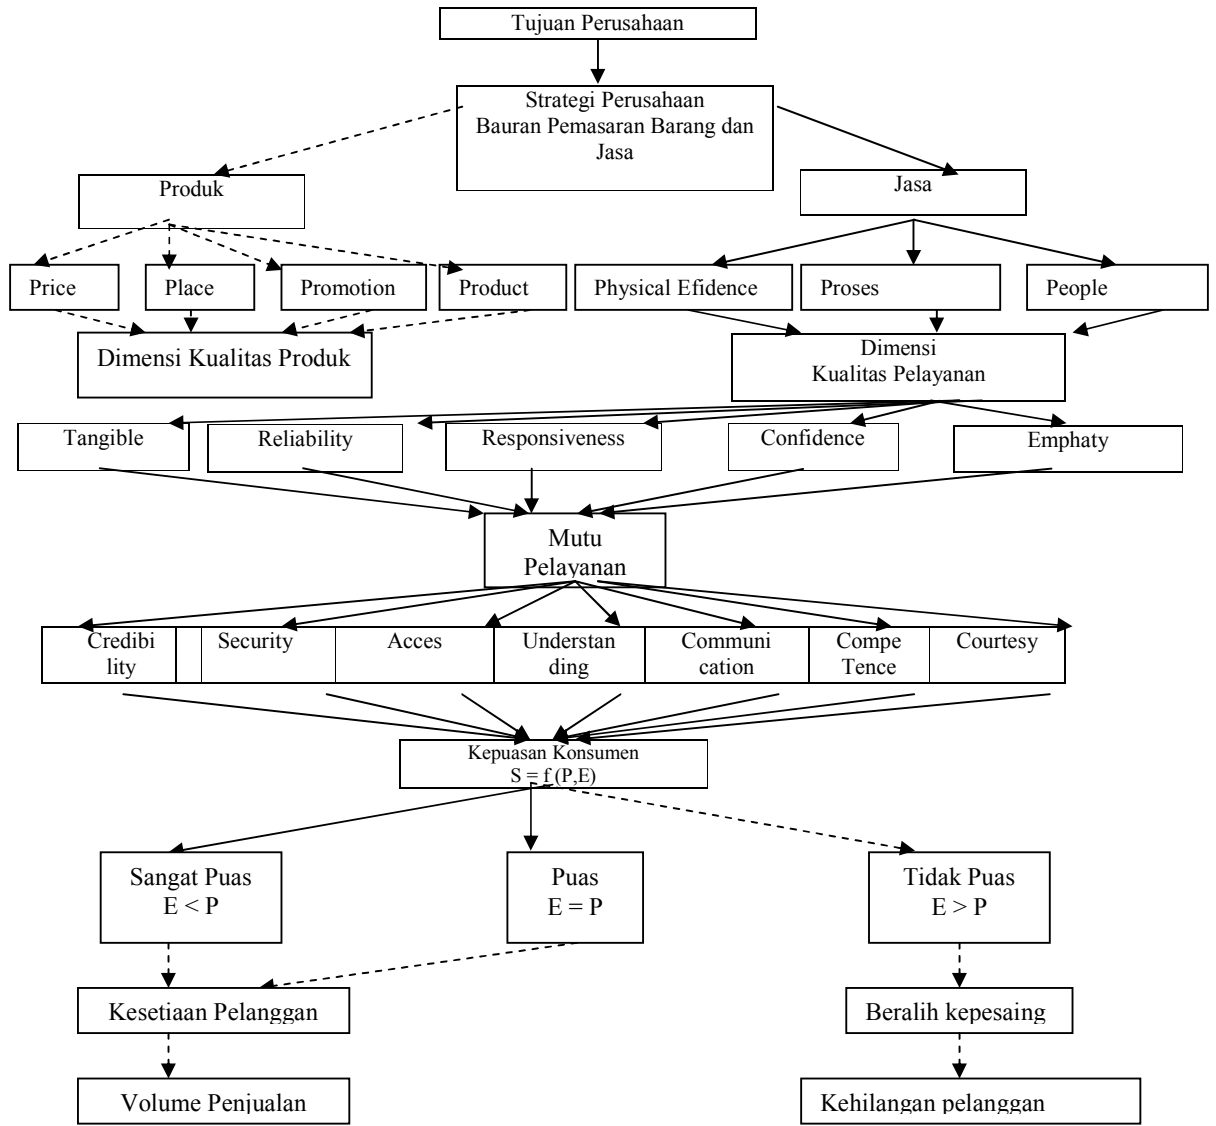 Tujuan Perusahaan
Strategi Perusahaan
Bauran Pemasaran Barang dan
Jasa
Produk
Jasa
Price
Place
Promotion
Product
Physical Efidence
Proses
People
Dimensi Kualitas Produk
Dimensi
Kualitas Pelayanan
Tangible
Reliability
Responsiveness
Confidence
Emphaty
Mutu
Pelayanan
Credibi
lity
Security
Acces
Understan
ding
Communi
cation
Compe
Tence
Courtesy
Kepuasan Konsumen
S = f (P,E)
Sangat Puas
E < P
Puas
E = P
Tidak Puas
E > P
Kesetiaan Pelanggan
Beralih kepesaing
Volume Penjualan
Kehilangan pelanggan